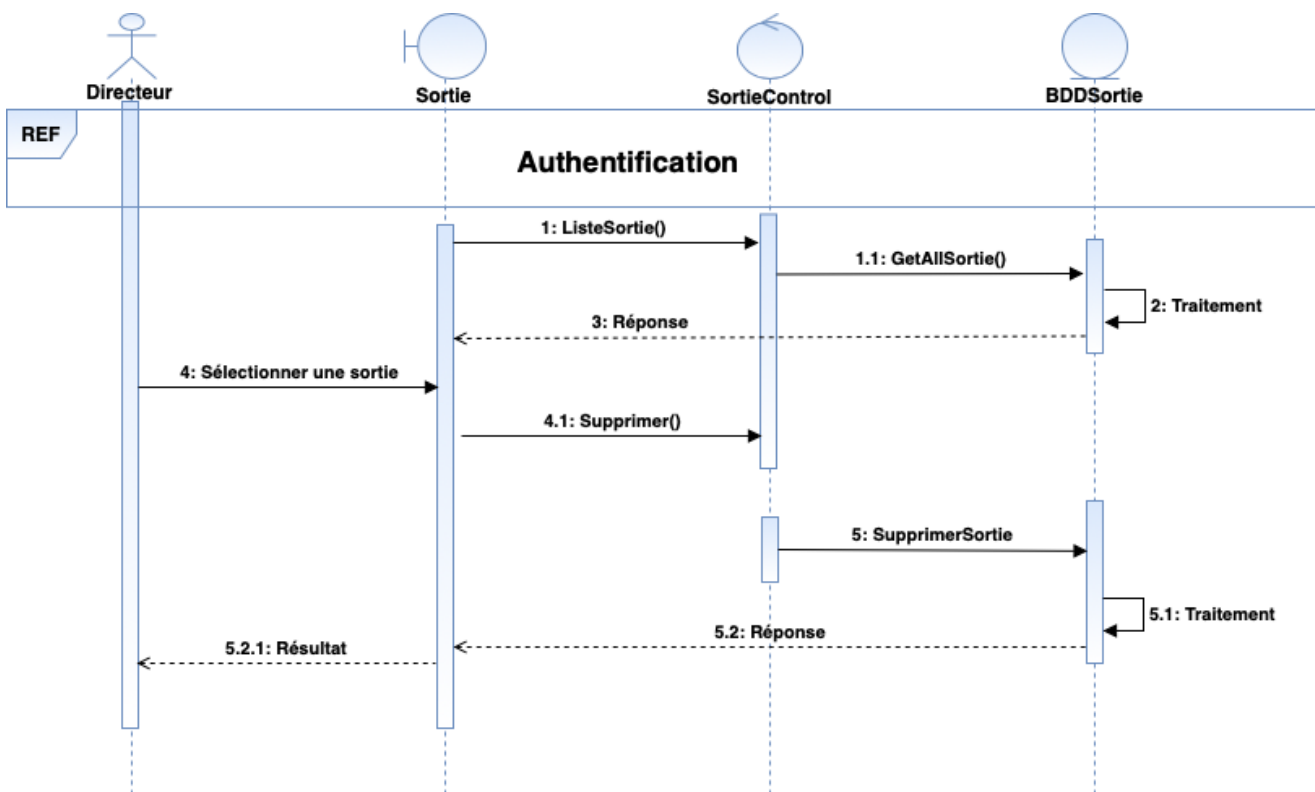 Directeur
Sortie
SortieControl
BDDSortie
REF
Authentification
1: ListeSortie()
1.1: GetAllSortie()
2: Traitement
3: Réponse
4: Sélectionner une sortie
4.1: Supprimer()
5: SupprimerSortie
5.1: Traitement
5.2: Réponse
5.2.1: Résultat